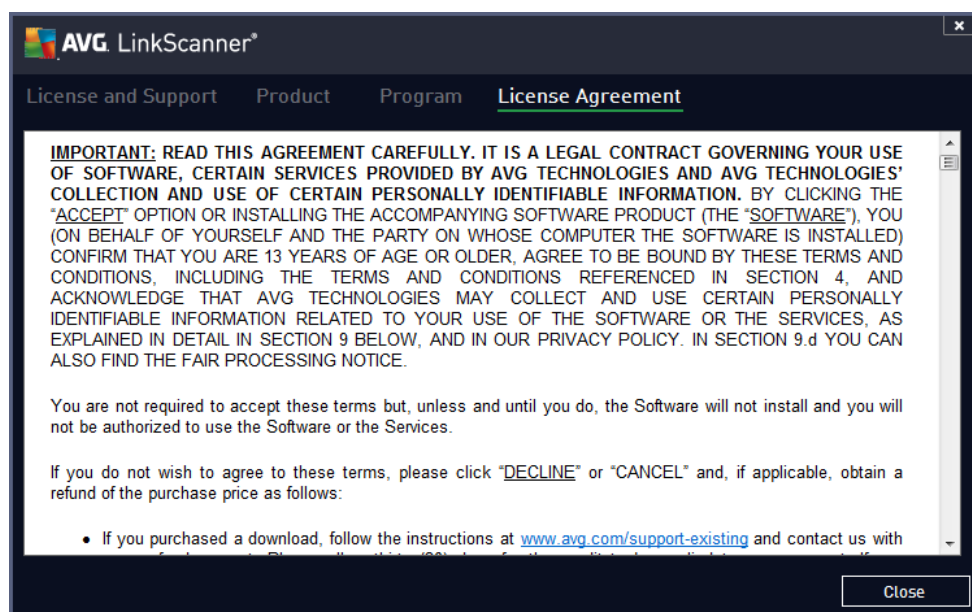 AVG. LinkScanner®
x
License and Support Product Program License Agreement
IMPORTANT: READ THIS AGREEMENT CAREFULLY. IT IS A LEGAL CONTRACT GOVERNING YOUR USE
OF SOFTWARE, CERTAIN SERVICES PROVIDED BY AVG TECHNOLOGIES AND AVG TECHNOLOGIES’
COLLECTION AND USE OF CERTAIN PERSONALLY IDENTIFIABLE INFORMATION. BY CLICKING THE
“ACCEPT” OPTION OR INSTALLING THE ACCOMPANYING SOFTWARE PRODUCT (THE “SOFTWARE”), YOU
(ON BEHALF OF YOURSELF AND THE PARTY ON WHOSE COMPUTER THE SOFTWARE IS INSTALLED)
CONFIRM THAT YOU ARE 13 YEARS OF AGE OR OLDER, AGREE TO BE BOUND BY THESE TERMS AND
CONDITIONS, INCLUDING THE TERMS AND CONDITIONS REFERENCED IN SECTION 4, AND
ACKNOWLEDGE THAT AVG TECHNOLOGIES MAY COLLECT AND USE CERTAIN PERSONALLY
IDENTIFIABLE INFORMATION RELATED TO YOUR USE OF THE SOFTWARE OR THE SERVICES, AS
EXPLAINED IN DETAIL IN SECTION 9 BELOW, AND IN OUR PRIVACY POLICY. IN SECTION 9.d YOU CAN
ALSO FIND THE FAIR PROCESSING NOTICE.
You are not required to accept these terms but, unless and until you do, the Software will not install and you will
not be authorized to use the Software or the Services.
If you do not wish to agree to these terms, please click “DECLINE” or “CANCEL” and, if applicable, obtain a
refund of the purchase price as follows:
• If you purchased a download, follow the instructions at www.avg.com/support-existing and contact us with
Close